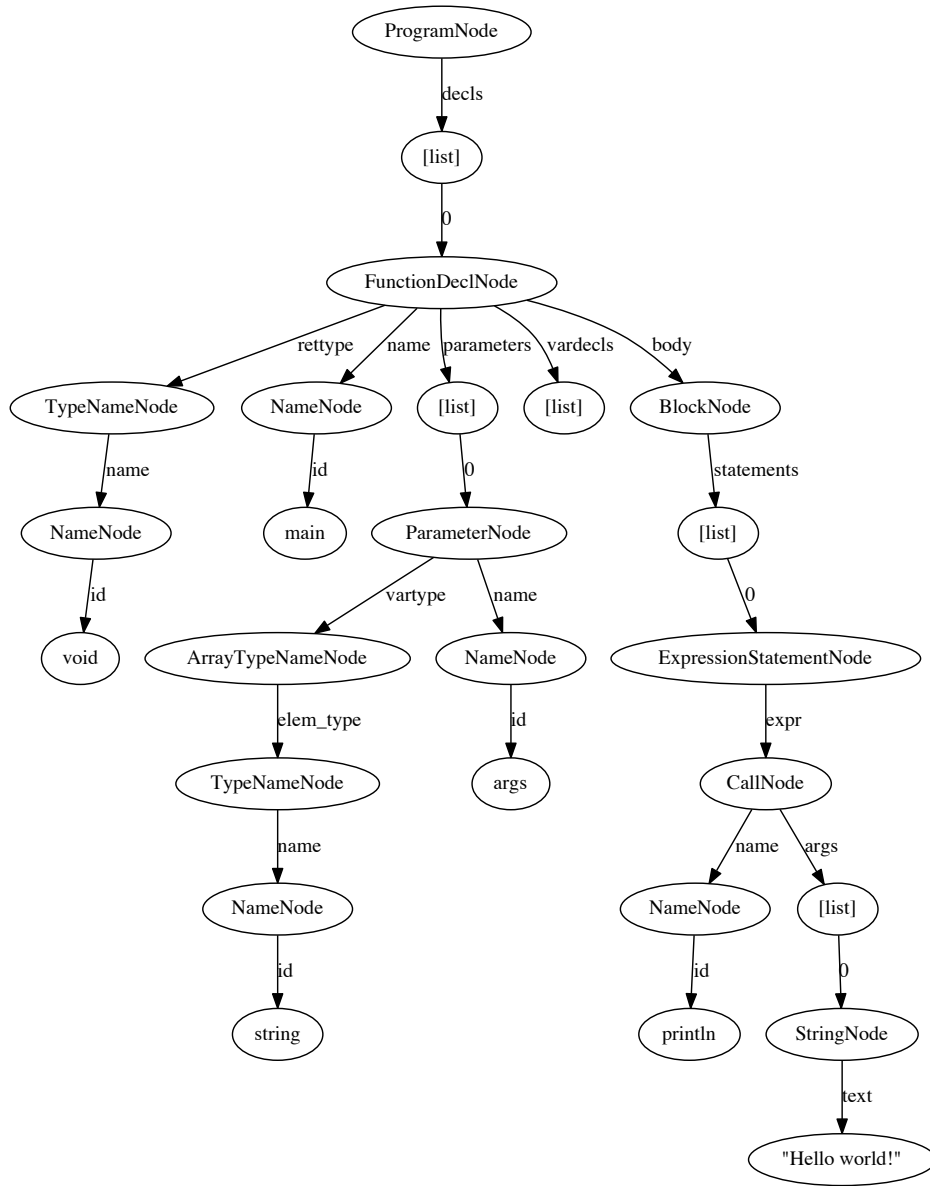 ProgramNode
decls
[list]
0
FunctionDeclNode
rettype name parameters vardecls body
TypeNameNode NameNode [list] [list] BlockNode
name id 0 statements
NameNode main ParameterNode [list]
id vartype name 0
void ArrayTypeNameNode NameNode ExpressionStatementNode
elem_type id expr
TypeNameNode args CallNode
name name args
NameNode NameNode [list]
id id 0
string println StringNode
text
"Hello world!"